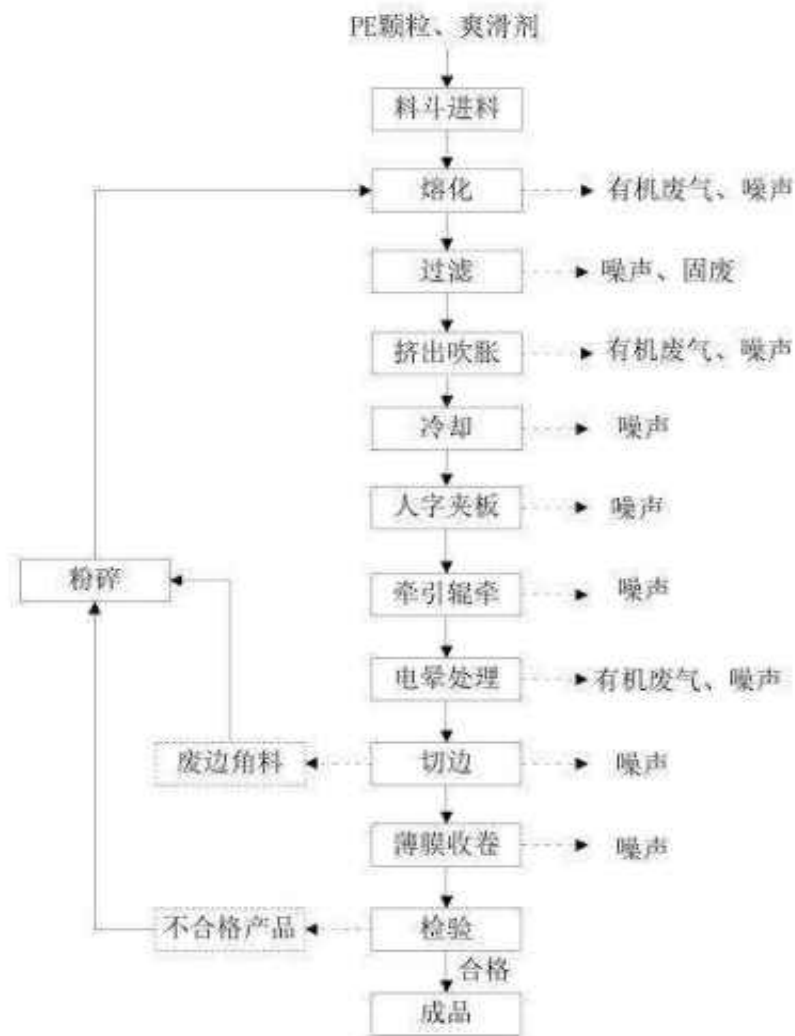 PE颗粒、爽滑剂
料斗进料
熔化
有机废气、噪声
过滤
噪声、固废
挤出吹胀
有机废气、噪声
冷却
噪声
人字夹板
噪声
粉碎
牵引辊牵
噪声
电晕处理
有机废气、噪声
废边角料
切边
噪声
薄膜收卷
噪声
不合格产品
检验
合格
成品